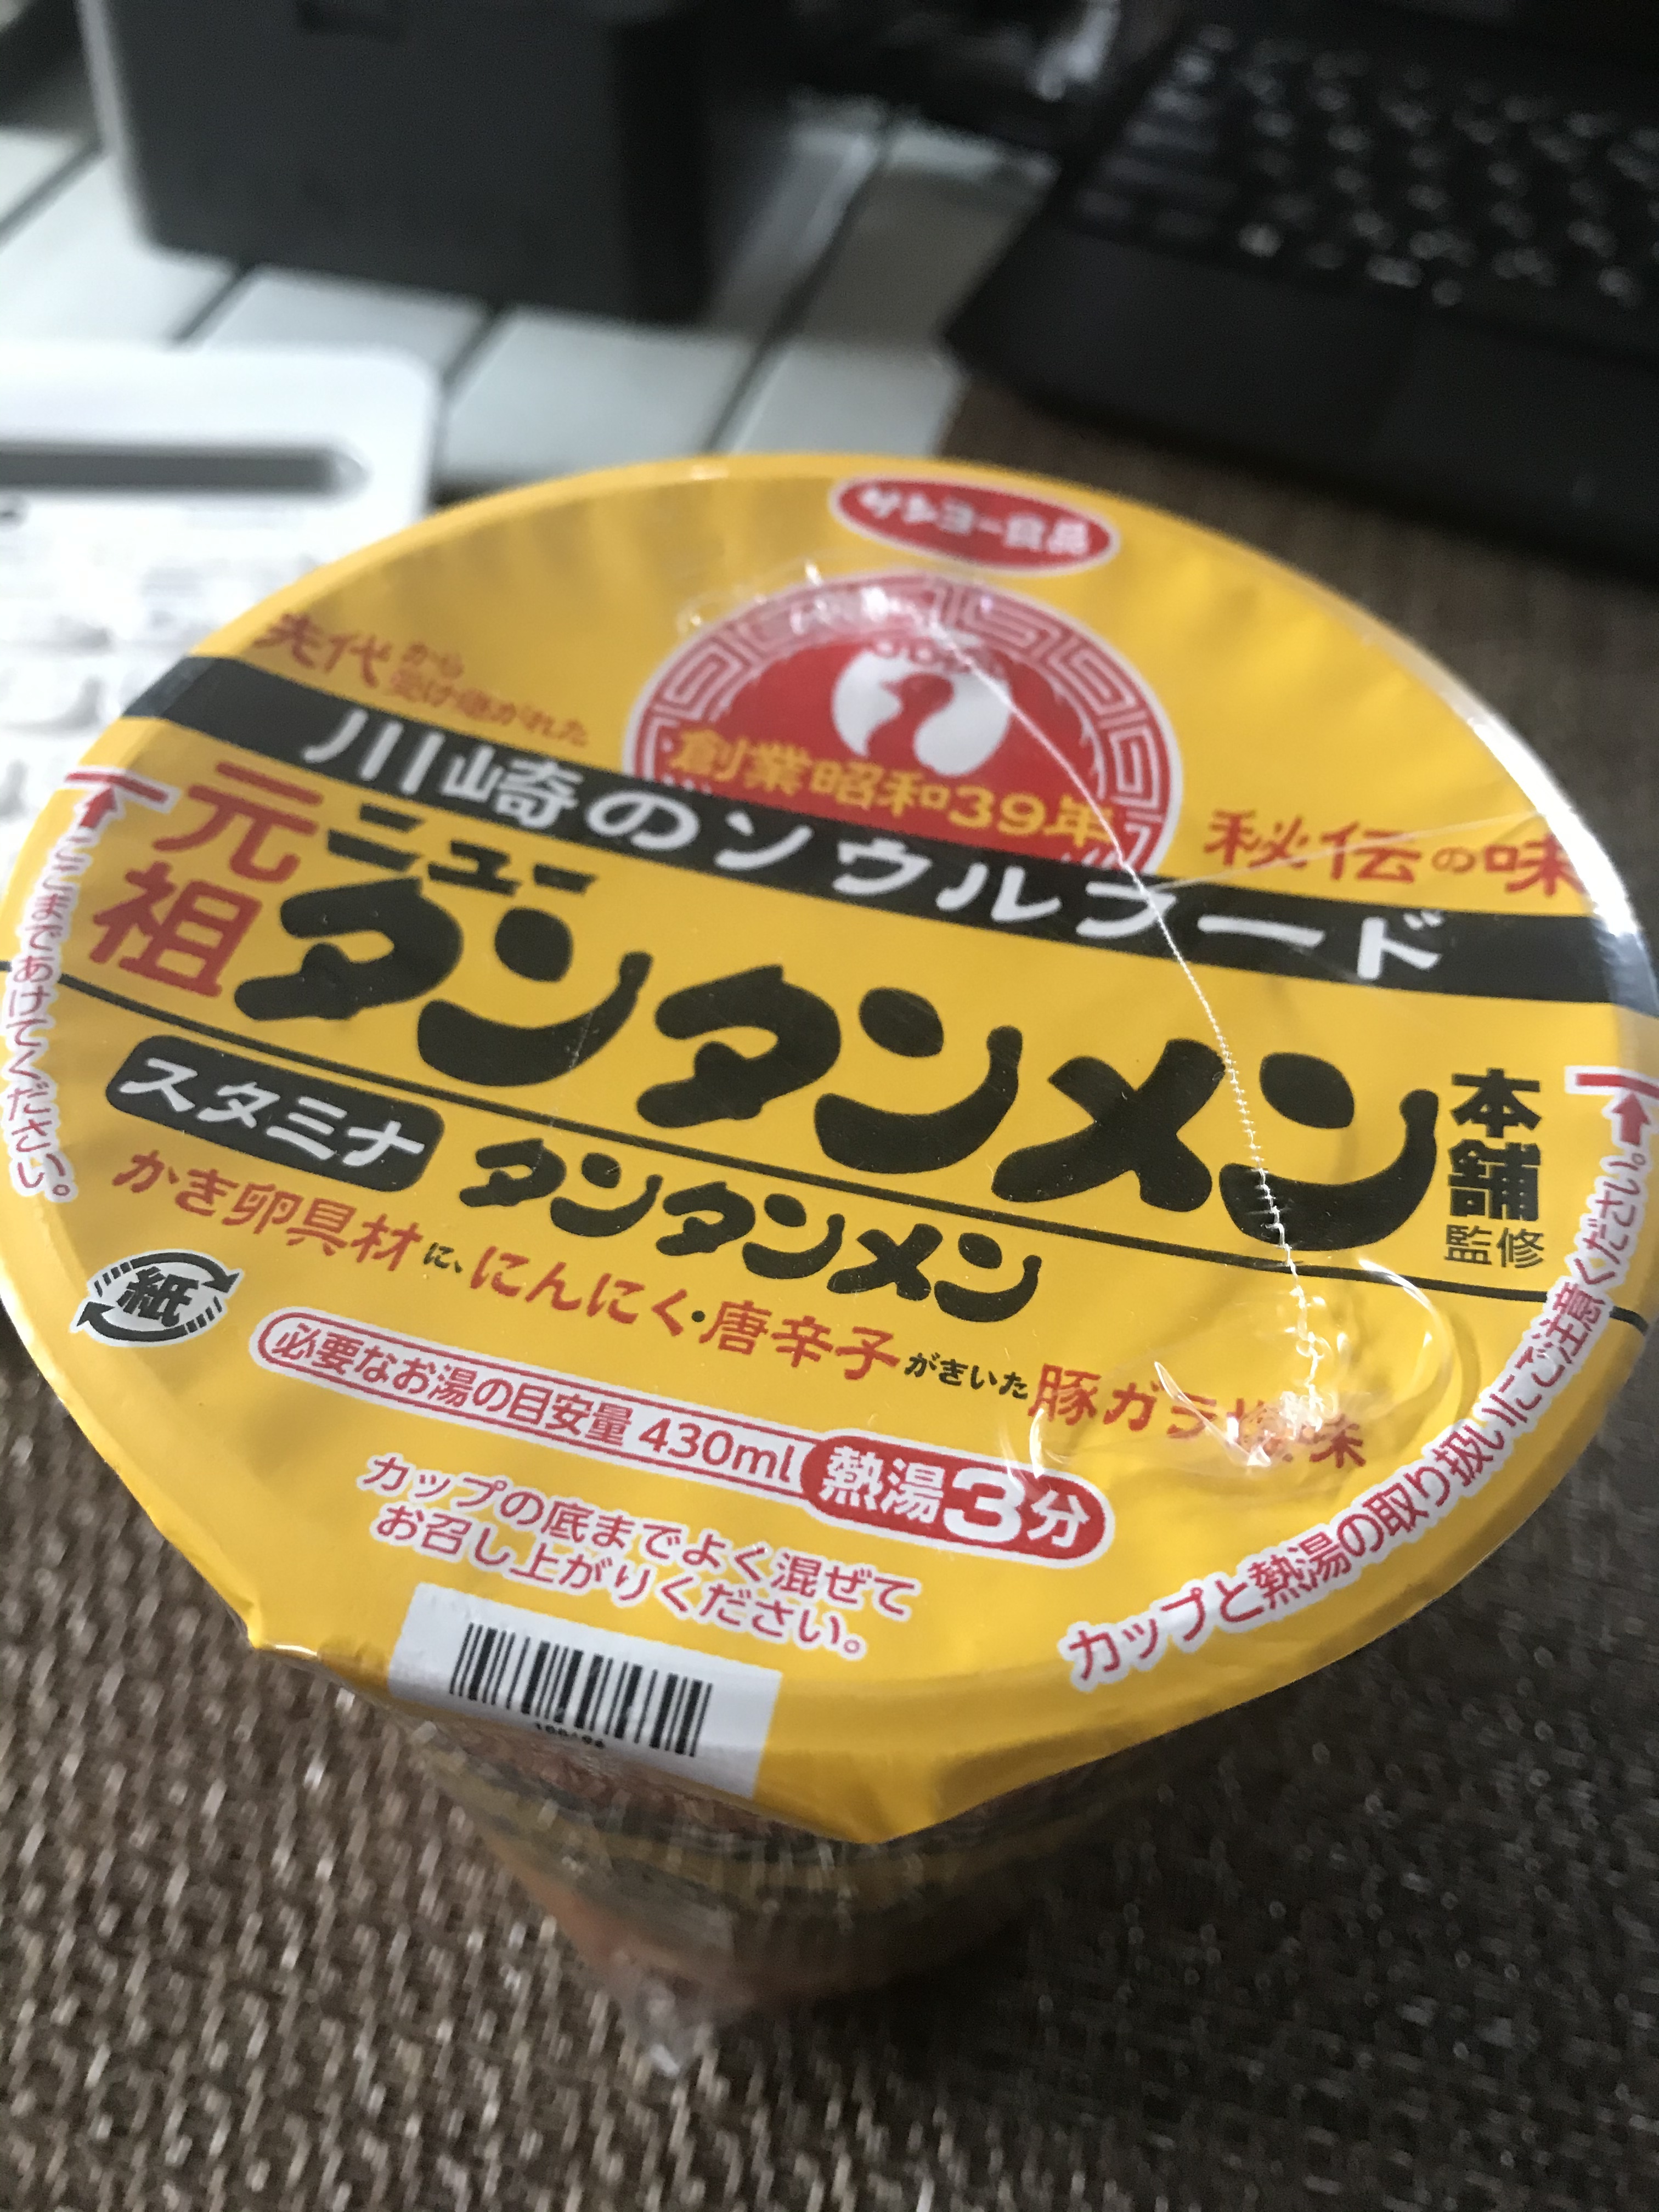 サンヨー食品
先代から受け継がれた
創業昭和39年
秘伝の味
川崎のソウルフード
元祖ニュータンタンメン本舗監修
スタミナ タンタンメン
かき卵具材に、にんにく・唐辛子がきいた豚ガラ塩味
紙
必要なお湯の目安量 430ml 熱湯3分
カップの底までよく混ぜて
お召し上がりください。
ここまであけてください。
カップと熱湯の取り扱いにご注意ください。